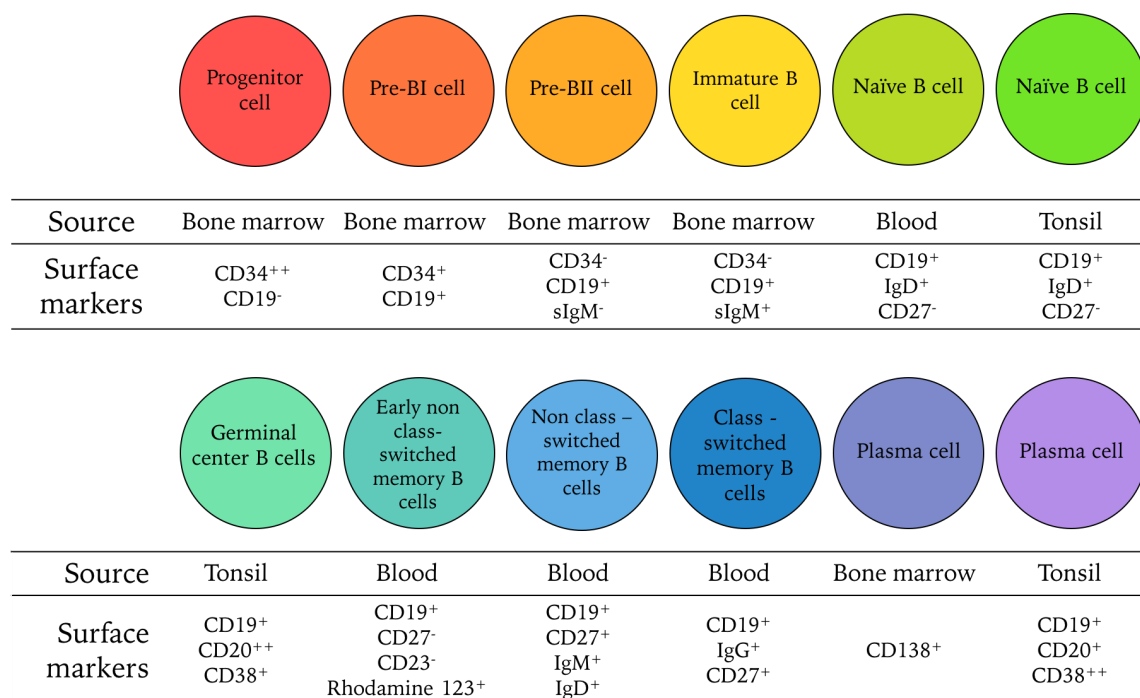 Progenitor cell
Pre-BI cell
Pre-BII cell
Immature B cell
Naïve B cell
Naïve B cell
Source Bone marrow Bone marrow Bone marrow Bone marrow Blood Tonsil
Surface markers
CD34⁺⁺
CD19⁻
CD34⁺
CD19⁺
CD34⁻
CD19⁺
sIgM⁻
CD34⁻
CD19⁺
sIgM⁺
CD19⁺
IgD⁺
CD27⁻
CD19⁺
IgD⁺
CD27⁻
Germinal center B cells
Early non class-switched memory B cells
Non class – switched memory B cells
Class - switched memory B cells
Plasma cell
Plasma cell
Source Tonsil Blood Blood Blood Bone marrow Tonsil
Surface markers
CD19⁺
CD20⁺⁺
CD38⁺
CD19⁺
CD27⁻
CD23⁻
Rhodamine 123⁺
CD19⁺
CD27⁺
IgM⁺
IgD⁺
CD19⁺
IgG⁺
CD27⁺
CD138⁺
CD19⁺
CD20⁺
CD38⁺⁺